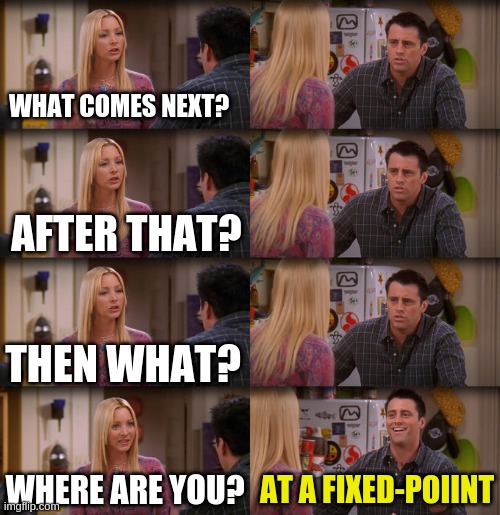 WHAT COMES NEXT?
AFTER THAT?
THEN WHAT?
WHERE ARE YOU?
AT A FIXED-POIINT
imgflip.com